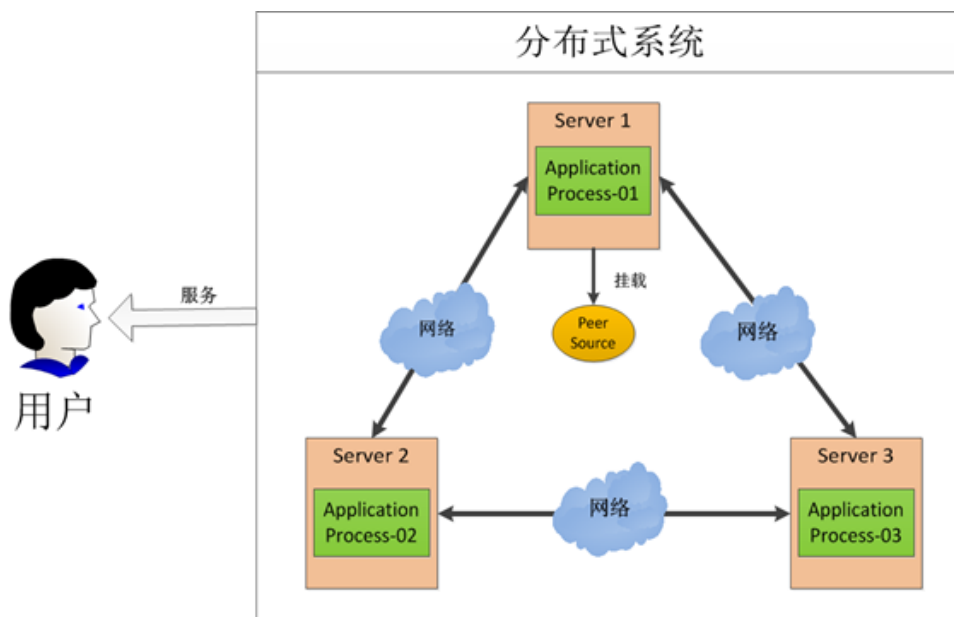 分布式系统
Server 1
Application
Process-01
服务
挂载
网络
Peer
Source
网络
用户
Server 2
Application
Process-02
网络
Server 3
Application
Process-03